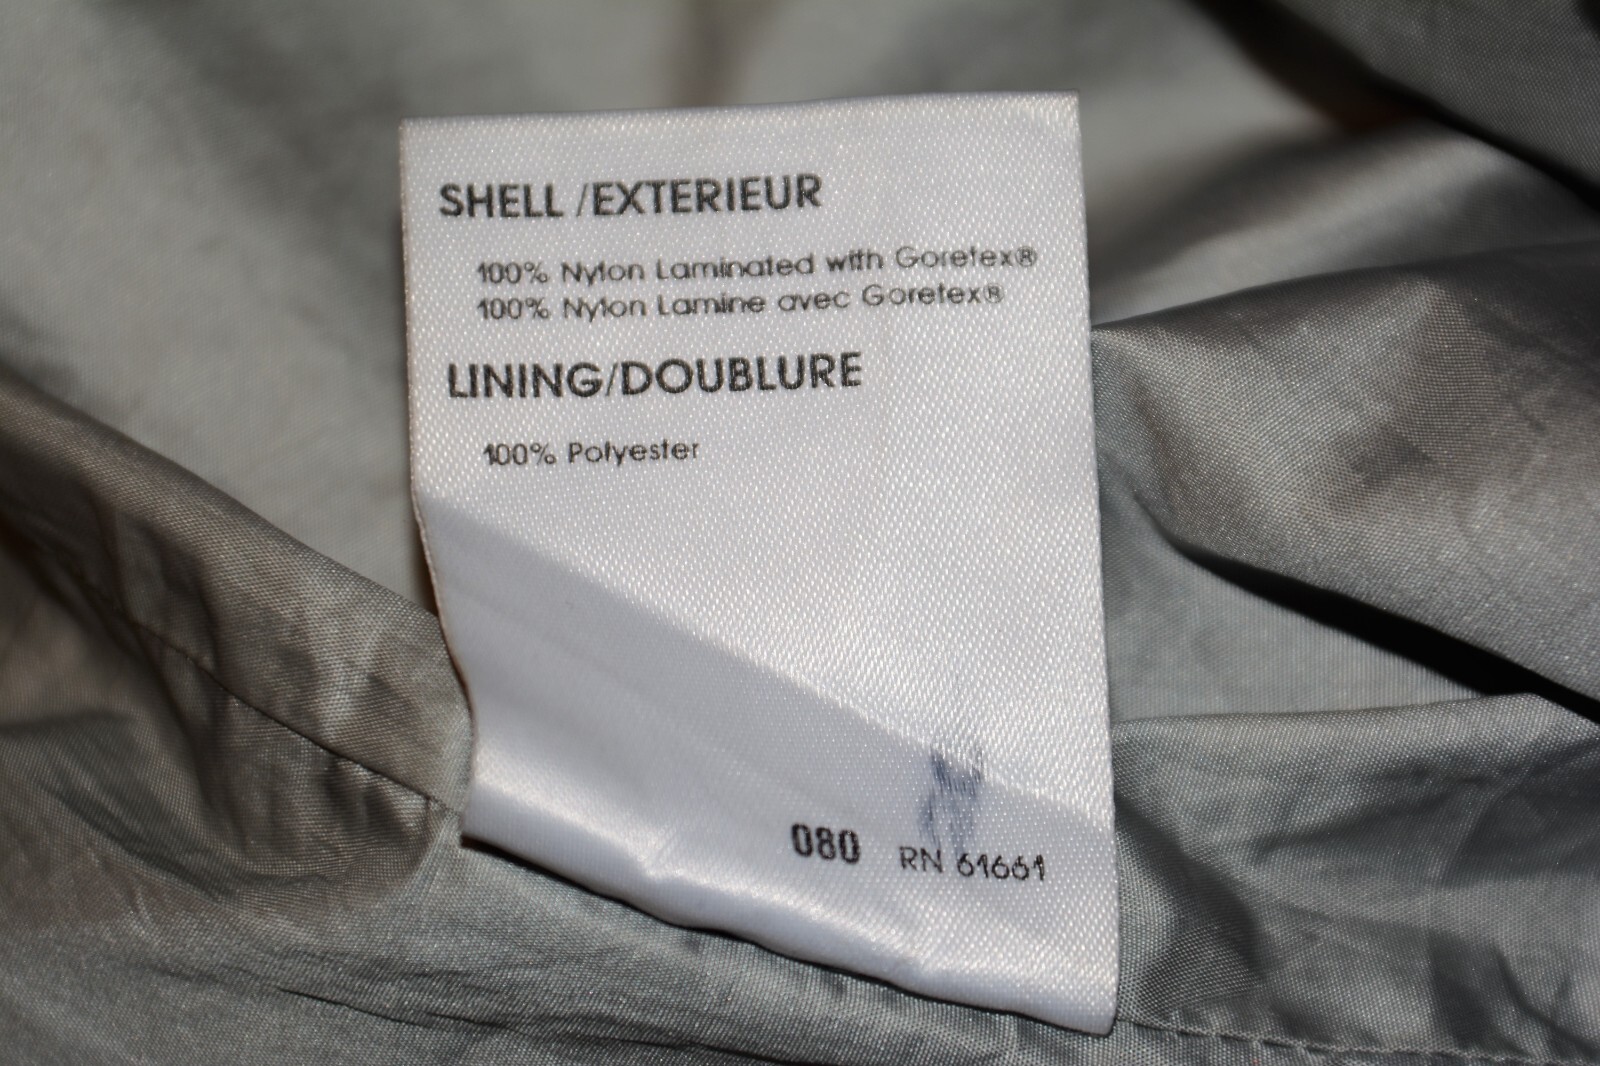 SHELL /EXTERIEUR
100% Nylon Laminated with Goretex®
100% Nylon Lamine avec Goretex®
LINING/DOUBLURE
100% Polyester
080 RN 61661